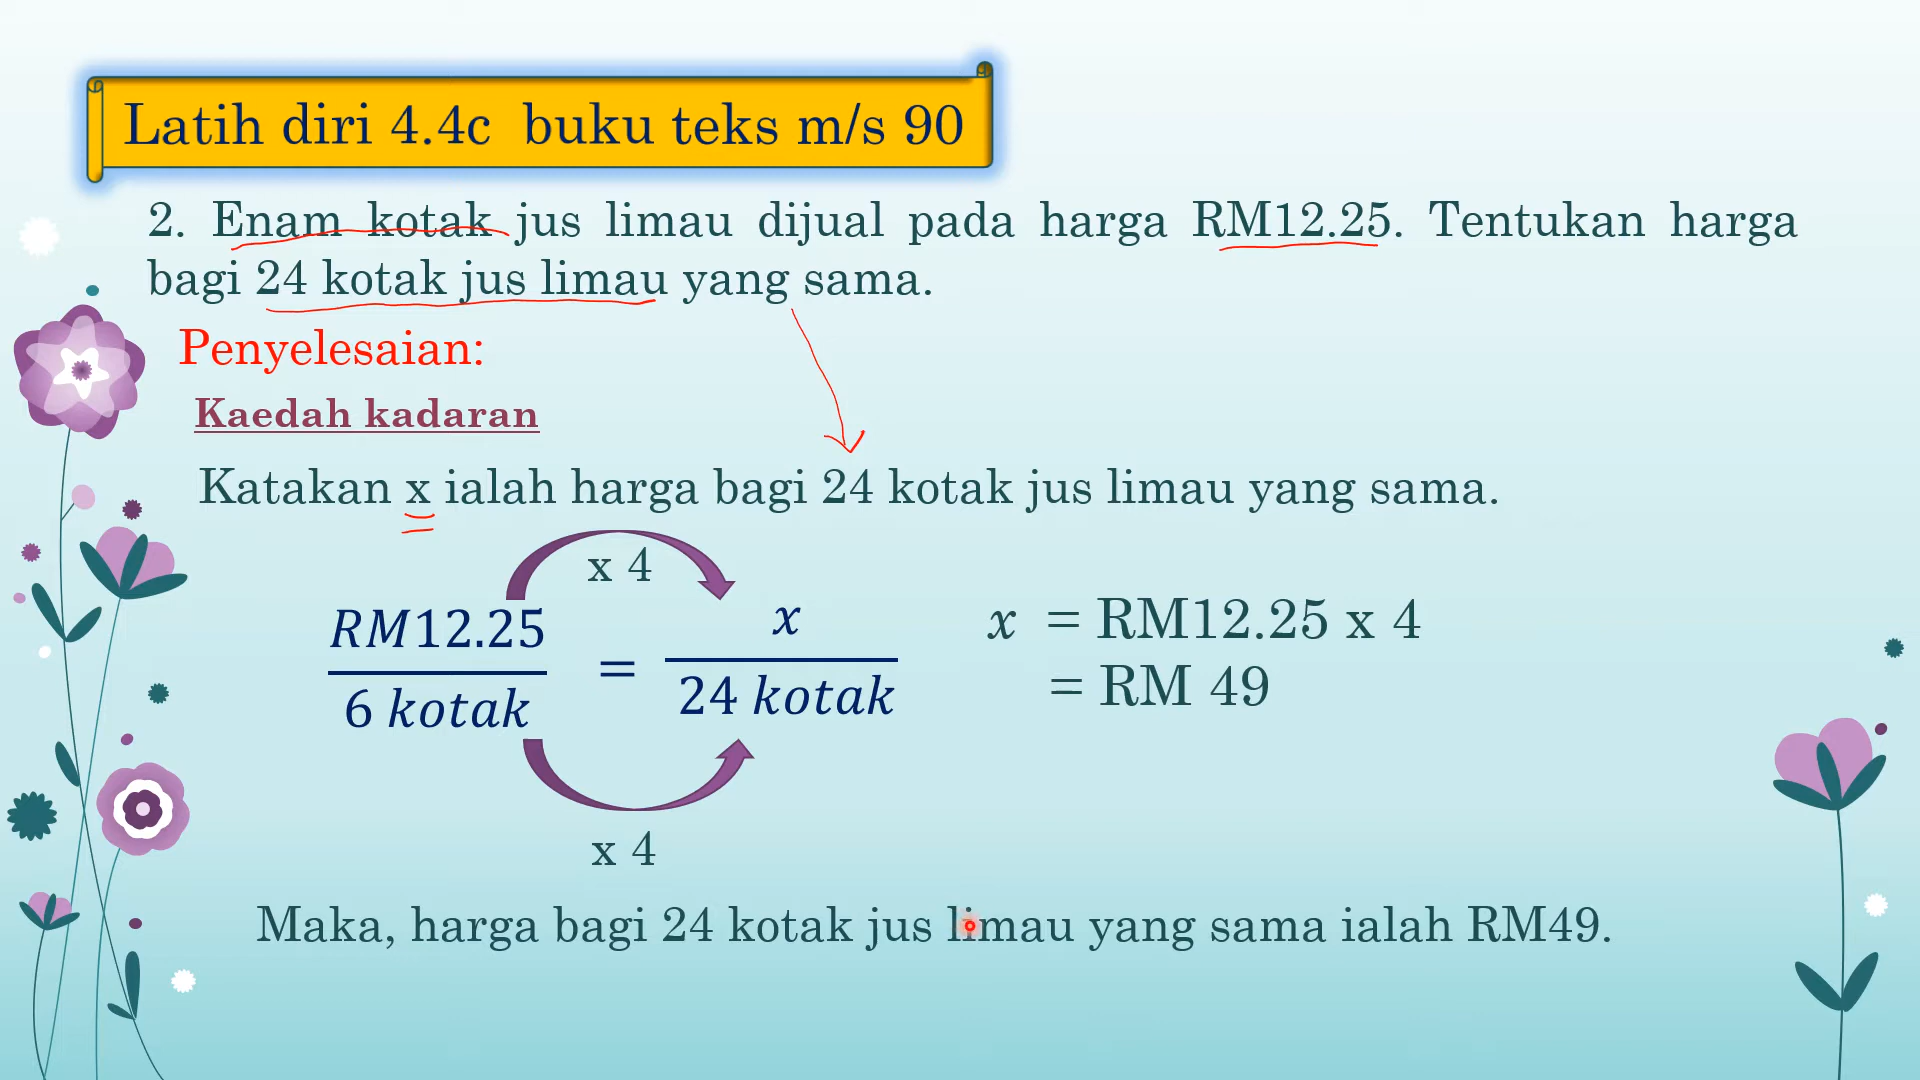 Latih diri 4.4c buku teks m/s 90
2. Enam kotak jus limau dijual pada harga RM12.25. Tentukan harga
bagi 24 kotak jus limau yang sama.
Penyelesaian:
Kaedah kadaran
Katakan x ialah harga bagi 24 kotak jus limau yang sama.
x 4
RM12.25
6 kotak
=
x
24 kotak
x 4
x = RM12.25 x 4
= RM 49
Maka, harga bagi 24 kotak jus limau yang sama ialah RM49.